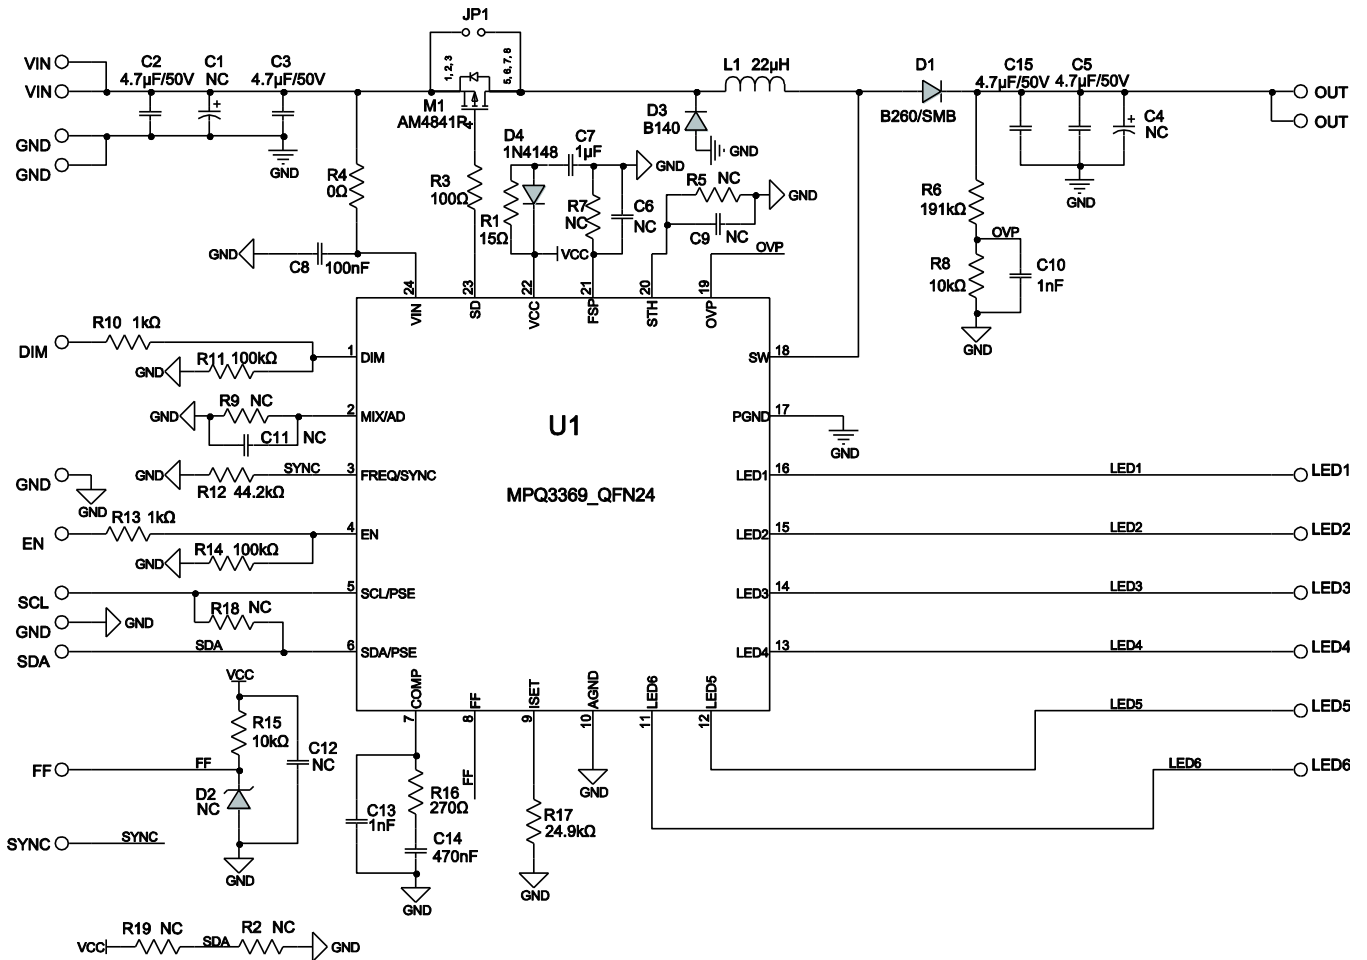 JP1
1, 2, 3
5, 6, 7, 8
M1
AM4841R
VIN
VIN
GND
GND
C2
4.7µF/50V
C1
NC
+
C3
4.7µF/50V
GND
L1 22µH
D1
B260/SMB
D3
B140
GND
C15
4.7µF/50V
C5
4.7µF/50V
+
C4
NC
GND
OUT
OUT
R4
0Ω
R3
100Ω
D4
1N4148
C7
1µF
GND
R1
15Ω
R7
NC
C6
NC
VCC
R5 NC
GND
C9 NC
OVP
R6
191kΩ
OVP
R8
10kΩ
C10
1nF
GND
GND
C8 100nF
24
23
22
21
20
19
VIN
SD
VCC
FSP
STH
OVP
DIM
R10 1kΩ
GND
R11 100kΩ
1 DIM
GND
R9 NC
C11 NC
2 MIX/AD
GND
GND
R12 44.2kΩ
SYNC
3 FREQ/SYNC
GND
EN
R13 1kΩ
GND
R14 100kΩ
4 EN
SCL
5 SCL/PSE
GND
GND
R18 NC
SDA
SDA
6 SDA/PSE
U1
MPQ3369_QFN24
SW 18
PGND 17
GND
LED1 16
LED1
LED1
LED2 15
LED2
LED2
LED3 14
LED3
LED3
LED4 13
LED4
LED4
COMP
FF
ISET
AGND
LED6
LED5
7
8
9
10
11
12
LED5
LED5
LED6
LED6
VCC
R15
10kΩ
C12
NC
FF
FF
D2
NC
GND
SYNC
SYNC
C13
1nF
R16
270Ω
C14
470nF
GND
FF
R17
24.9kΩ
GND
GND
VCC
R19 NC
SDA
R2 NC
GND